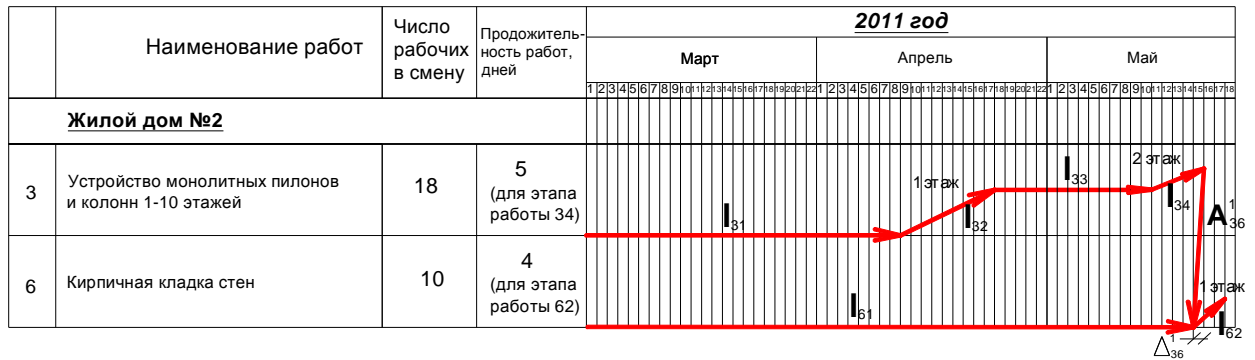 2011 год
Наименование работ
Число
рабочих
в смену
Продожитель-
ность работ,
дней
Март
Апрель
Май
1 2 3 4 5 6 7 8 9 10 11 12 13 14 15 16 17 18 19 20 21 22 1 2 3 4 5 6 7 8 9 10 11 12 13 14 15 16 17 18 19 20 21 22 1 2 3 4 5 6 7 8 9 10 11 12 13 14 15 16 17 18
Жилой дом №2
3
Устройство монолитных пилонов
и колонн 1-10 этажей
18
5
(для этапа
работы 34)
I31
1 этаж
I32
I33
2 этаж
I34
A¹36
6
Кирпичная кладка стен
10
4
(для этапа
работы 62)
I61
1 этаж
I62
Δ¹36